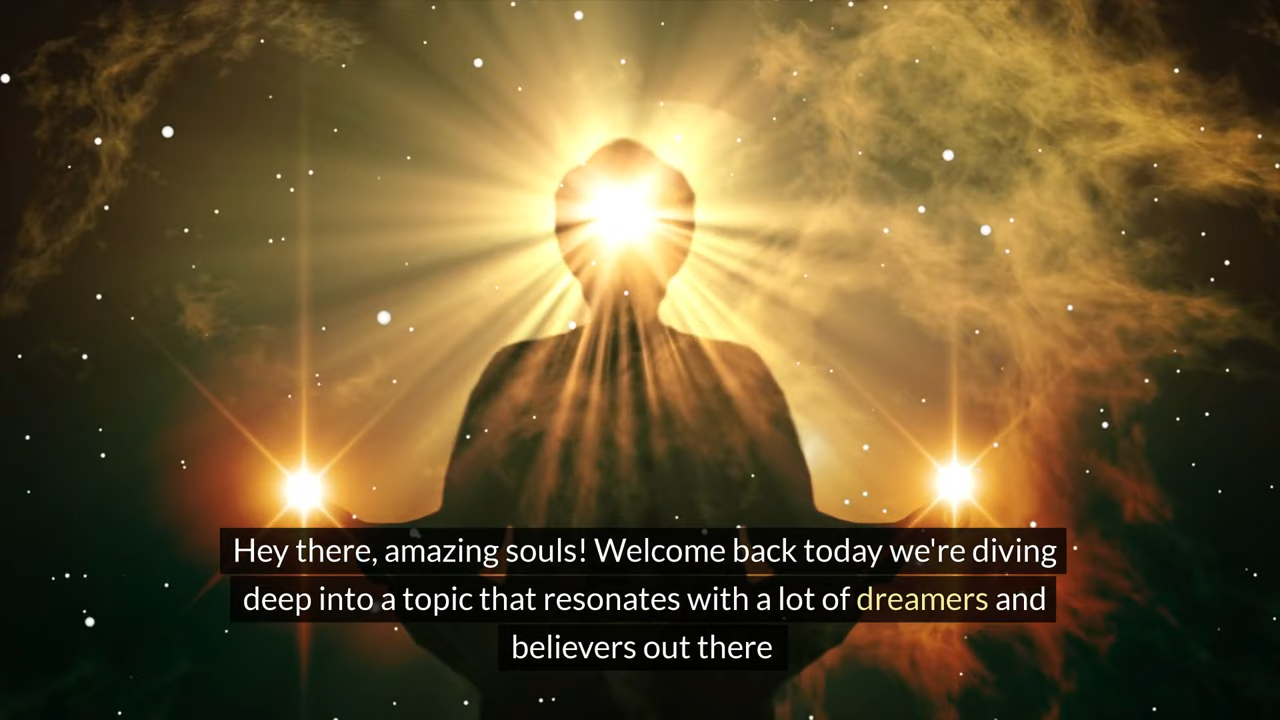 Hey there, amazing souls! Welcome back today we're diving
deep into a topic that resonates with a lot of dreamers and
believers out there